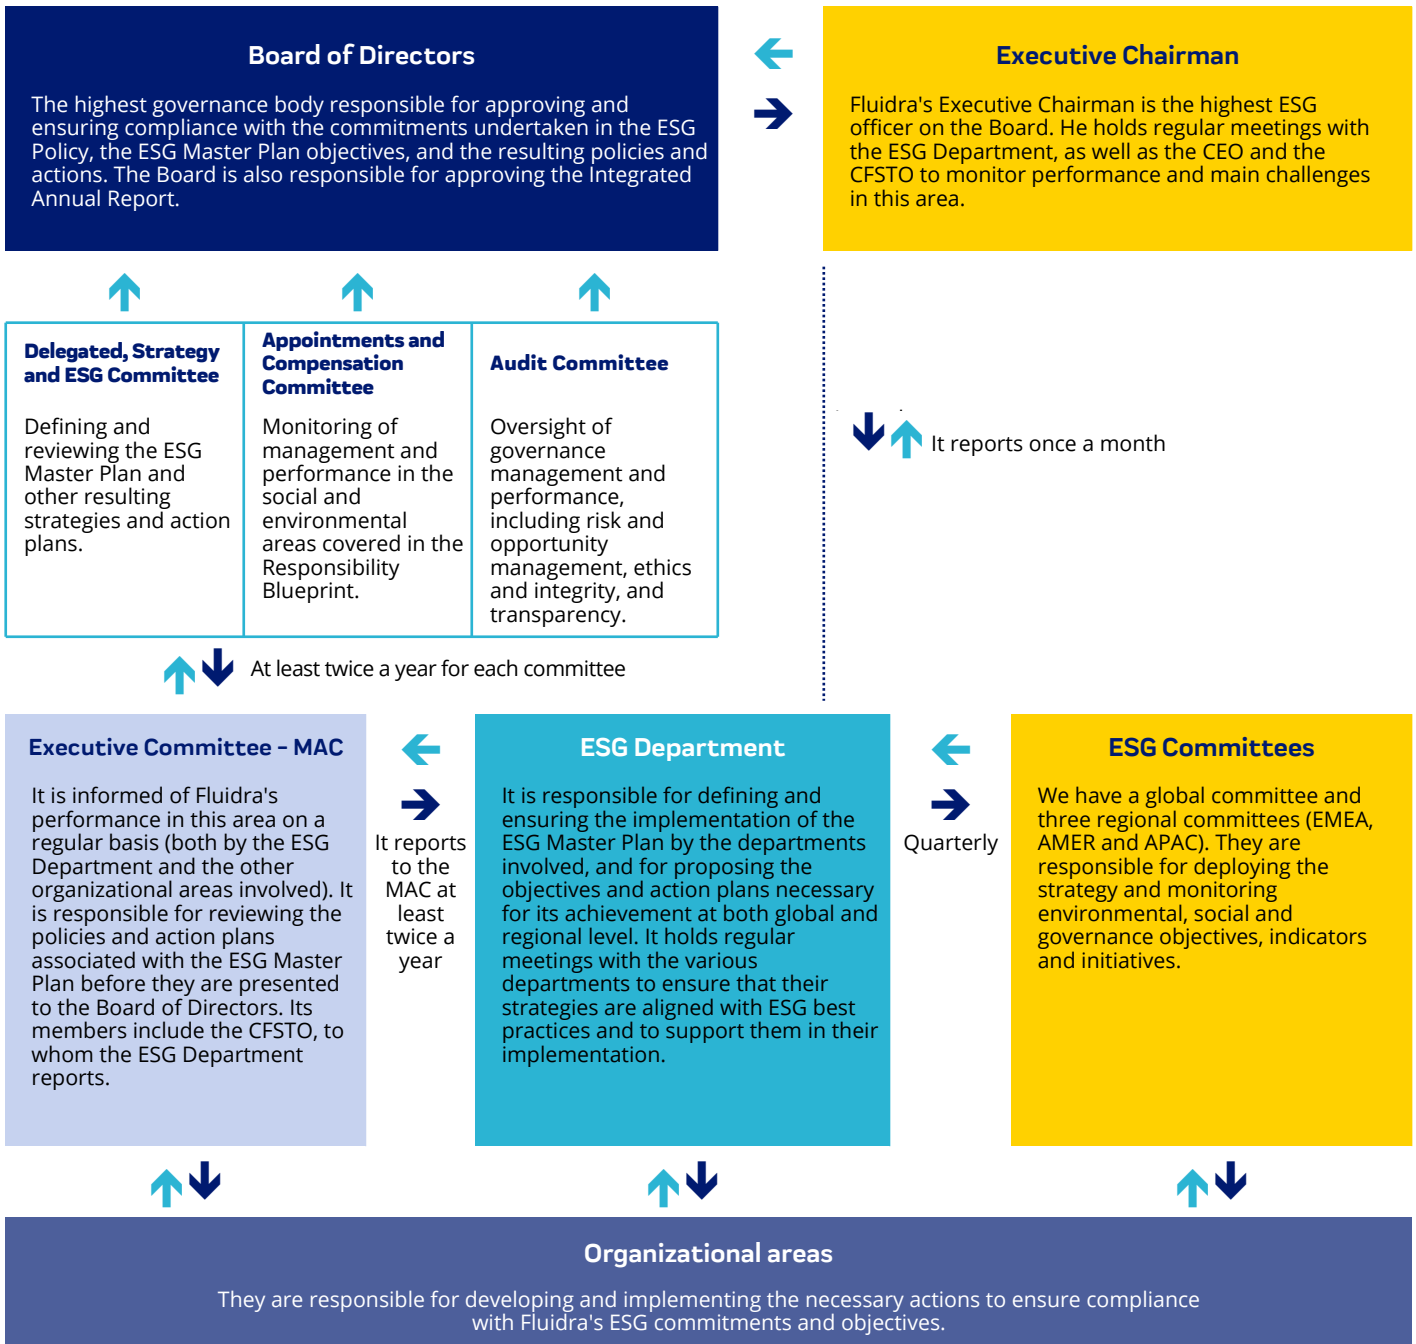 Board of Directors
The highest governance body responsible for approving and
ensuring compliance with the commitments undertaken in the ESG
Policy, the ESG Master Plan objectives, and the resulting policies and
actions. The Board is also responsible for approving the Integrated
Annual Report.
Executive Chairman
Fluidra's Executive Chairman is the highest ESG
officer on the Board. He holds regular meetings with
the ESG Department, as well as the CEO and the
CFSTO to monitor performance and main challenges
in this area.
Delegated, Strategy
and ESG Committee
Defining and
reviewing the ESG
Master Plan and
other resulting
strategies and action
plans.
Appointments and
Compensation
Committee
Monitoring of
management and
performance in the
social and
environmental
areas covered in the
Responsibility
Blueprint.
Audit Committee
Oversight of
governance
management and
performance,
including risk and
opportunity
management, ethics
and integrity, and
transparency.
It reports once a month
At least twice a year for each committee
Executive Committee - MAC
It is informed of Fluidra's
performance in this area on a
regular basis (both by the ESG
Department and the other
organizational areas involved). It
is responsible for reviewing the
policies and action plans
associated with the ESG Master
Plan before they are presented
to the Board of Directors. Its
members include the CFSTO, to
whom the ESG Department
reports.
It reports
to the
MAC at
least
twice a
year
ESG Department
It is responsible for defining and
ensuring the implementation of the
ESG Master Plan by the departments
involved, and for proposing the
objectives and action plans necessary
for its achievement at both global and
regional level. It holds regular
meetings with the various
departments to ensure that their
strategies are aligned with ESG best
practices and to support them in their
implementation.
Quarterly
ESG Committees
We have a global committee and
three regional committees (EMEA,
AMER and APAC). They are
responsible for deploying the
strategy and monitoring
environmental, social and
governance objectives, indicators
and initiatives.
Organizational areas
They are responsible for developing and implementing the necessary actions to ensure compliance
with Fluidra's ESG commitments and objectives.